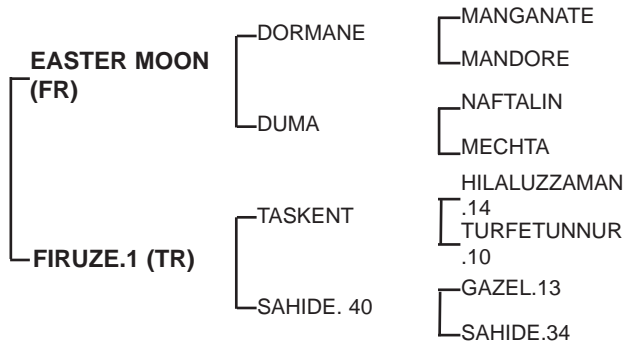 EASTER MOON
(FR)
FIRUZE.1 (TR)
DORMANE
DUMA
TASKENT
SAHIDE. 40
MANGANATE
MANDORE
NAFTALIN
MECHTA
HILALUZZAMAN
.14
TURFETUNNUR
.10
GAZEL.13
SAHIDE.34